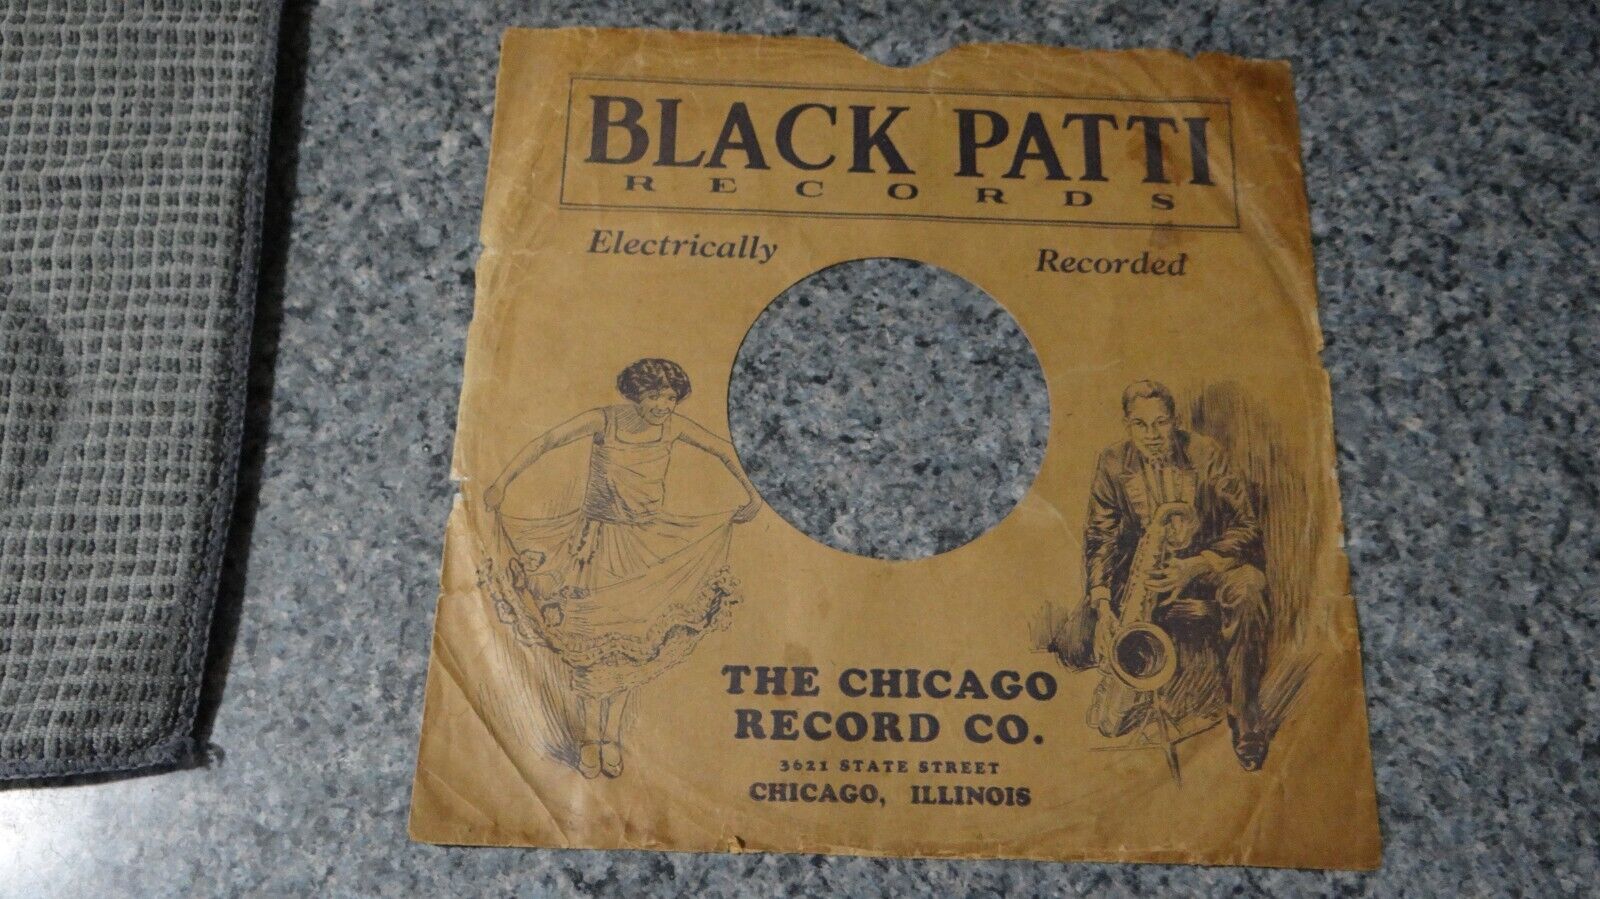 BLACK PATTI
RECORDS
Electrically Recorded
THE CHICAGO
RECORD CO.
3621 STATE STREET
CHICAGO, ILLINOIS